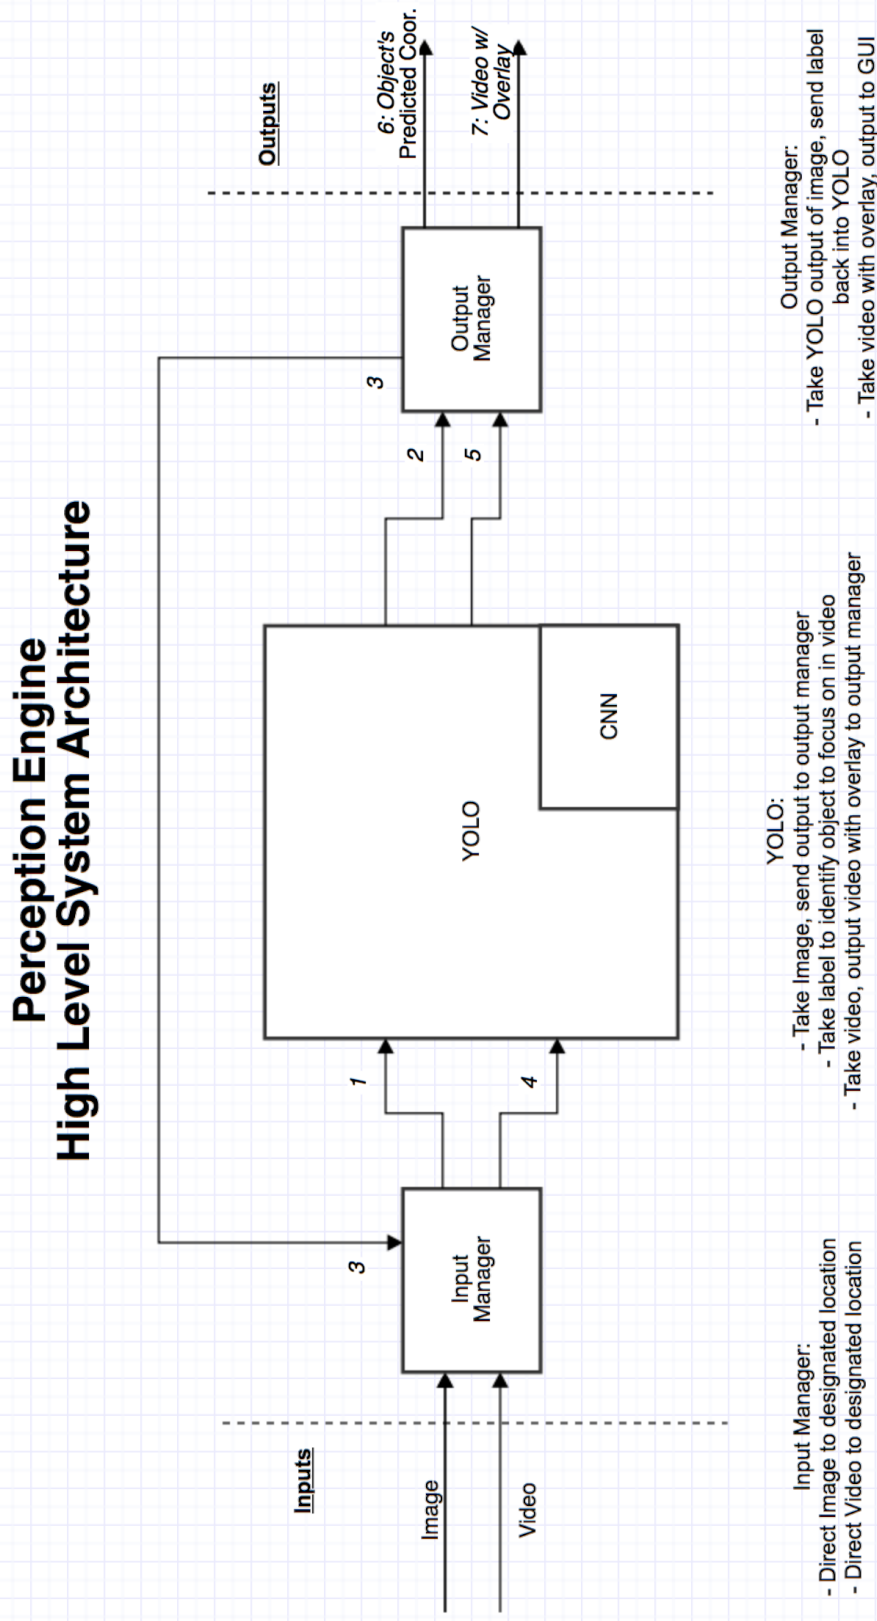 Perception Engine
High Level System Architecture
Inputs
Outputs
Image
Video
Input
Manager
3
1
4
YOLO
CNN
2
5
3
Output
Manager
6: Object's
Predicted Coor.
7: Video w/
Overlay
Input Manager:
- Direct Image to designated location
- Direct Video to designated location
YOLO:
- Take Image, send output to output manager
- Take label to identify object to focus on in video
- Take video, output video with overlay to output manager
Output Manager:
- Take YOLO output of image, send label
back into YOLO
- Take video with overlay, output to GUI